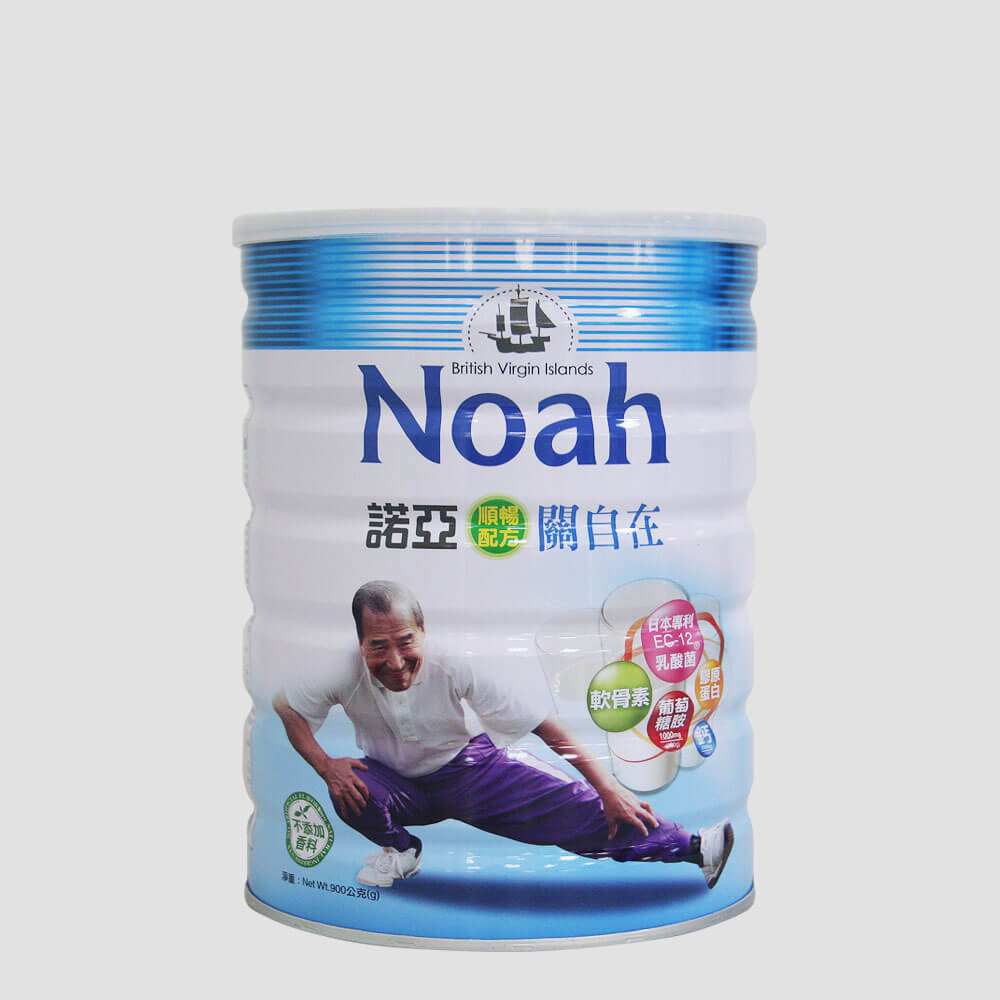 British Virgin Islands
Noah
諾亞 順暢配方 關自在
日本專利
EC-12
乳酸菌®
膠原
蛋白
軟骨素
葡萄
糖胺
1000mg
鈣
不添加
香料
淨重：Net Wt.900公克(g)